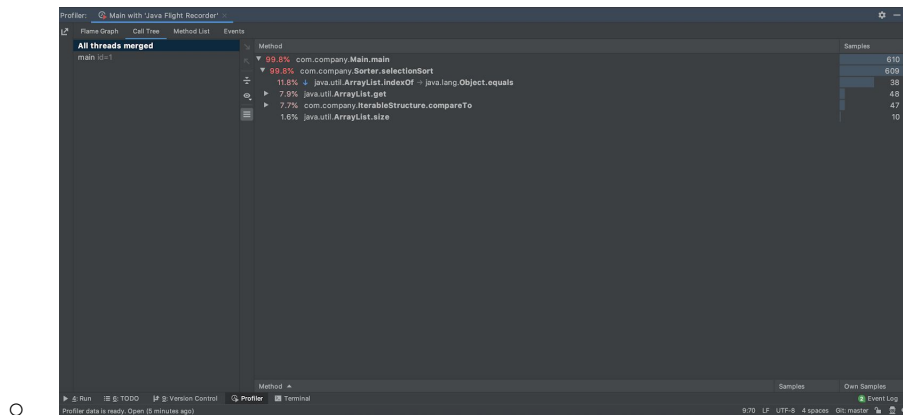 Profiler: Main with 'Java Flight Recorder' ×
Flame Graph Call Tree Method List Events
All threads merged
main id=1
Method Samples
99.8% com.company.Main.main 610
99.8% com.company.Sorter.selectionSort 609
11.8% ↓ java.util.ArrayList.indexOf → java.lang.Object.equals 38
7.9% java.util.ArrayList.get 48
7.7% com.company.IterableStructure.compareTo 47
1.6% java.util.ArrayList.size 10
Method Samples Own Samples
4: Run 6: TODO 9: Version Control Profiler Terminal 2 Event Log
Profiler data is ready. Open (5 minutes ago) 9:70 LF UTF-8 4 spaces Git: master